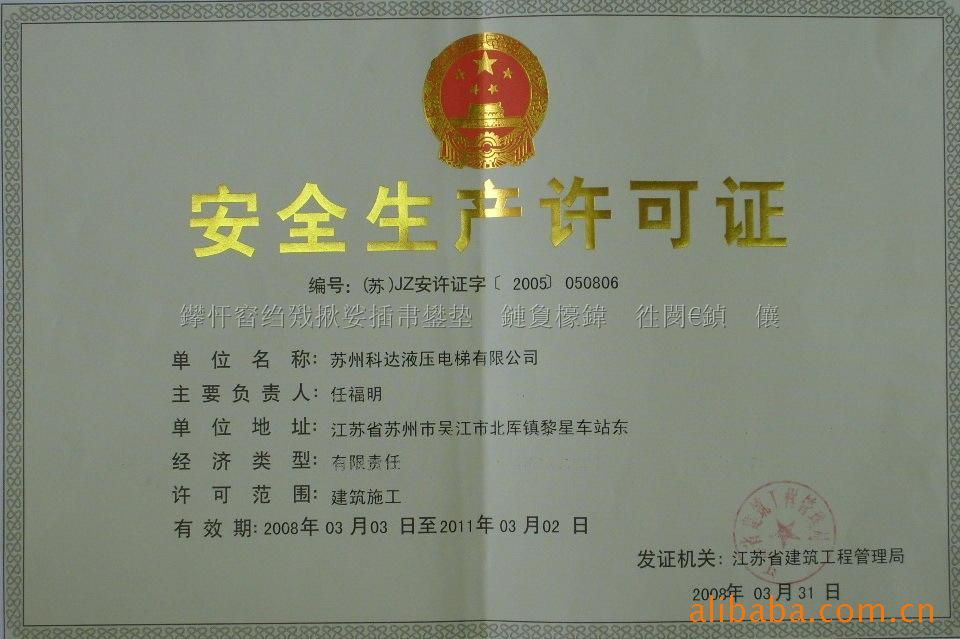 安全生产许可证
编号：(苏)JZ安许证字〔2005〕050806
单位名称：苏州科达液压电梯有限公司
主要负责人：任福明
单位地址：江苏省苏州市吴江市北厍镇黎星车站东
经济类型：有限责任
许可范围：建筑施工
有效期：2008年03月03日至2011年03月02日
发证机关：江苏省建筑工程管理局
2008年03月31日
alibaba.com.cn